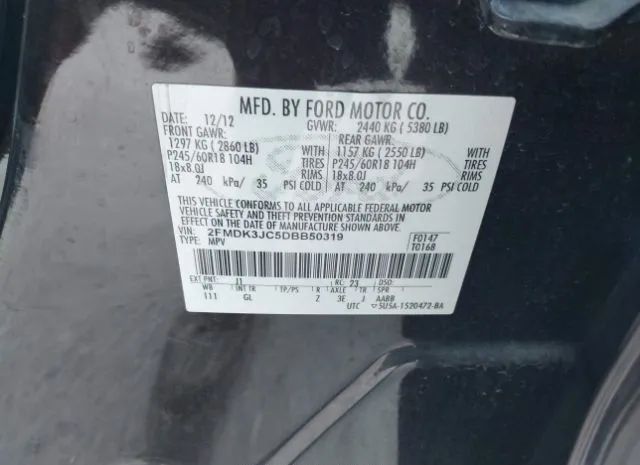 MFD. BY FORD MOTOR CO.
DATE: 12/12 GVWR: 2440 KG ( 5380 LB)
FRONT GAWR: REAR GAWR:
1297 KG ( 2860 LB) WITH 1157 KG ( 2550 LB) WITH
P245/60R18 104H TIRES P245/60R18 104H TIRES
18x8.0J RIMS 18x8.0J RIMS
AT 240 kPa/ 35 PSI COLD AT 240 kPa/ 35 PSI COLD
THIS VEHICLE CONFORMS TO ALL APPLICABLE FEDERAL MOTOR
VEHICLE SAFETY AND THEFT PREVENTION STANDARDS IN EFFECT
ON THE DATE OF MANUFACTURE SHOWN ABOVE.
VIN: 2FMDK3JC5DBB50319 F0147
TYPE: MPV T0168
EXT PNT: J1 RC: 23 DSO:
WB INT TR TP/PS R AXLE TR SPR
111 GL Z 3E J AABB
UTC 5U5A-1520472-BA